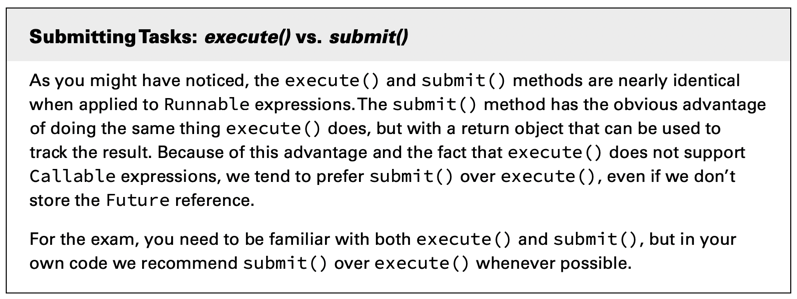 Submitting Tasks: execute() vs. submit()
As you might have noticed, the execute() and submit() methods are nearly identical
when applied to Runnable expressions. The submit() method has the obvious advantage
of doing the same thing execute() does, but with a return object that can be used to
track the result. Because of this advantage and the fact that execute() does not support
Callable expressions, we tend to prefer submit() over execute(), even if we don’t
store the Future reference.
For the exam, you need to be familiar with both execute() and submit(), but in your
own code we recommend submit() over execute() whenever possible.